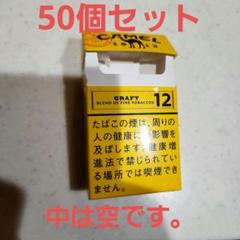 50個セット
CAMEL
CRAFT
BLEND OF FINE TOBACCOS
12
たばこの煙は、周りの
人の健康に悪影響を
及ぼします。健康増
進法で禁じられてい
る場所では喫煙でき
ません。
中は空です。